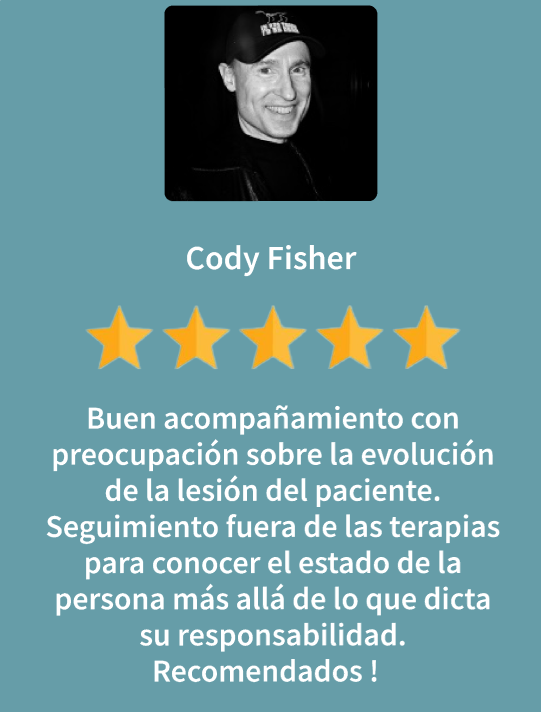 Cody Fisher
Buen acompañamiento con
preocupación sobre la evolución
de la lesión del paciente.
Seguimiento fuera de las terapias
para conocer el estado de la
persona más allá de lo que dicta
su responsabilidad.
Recomendados !